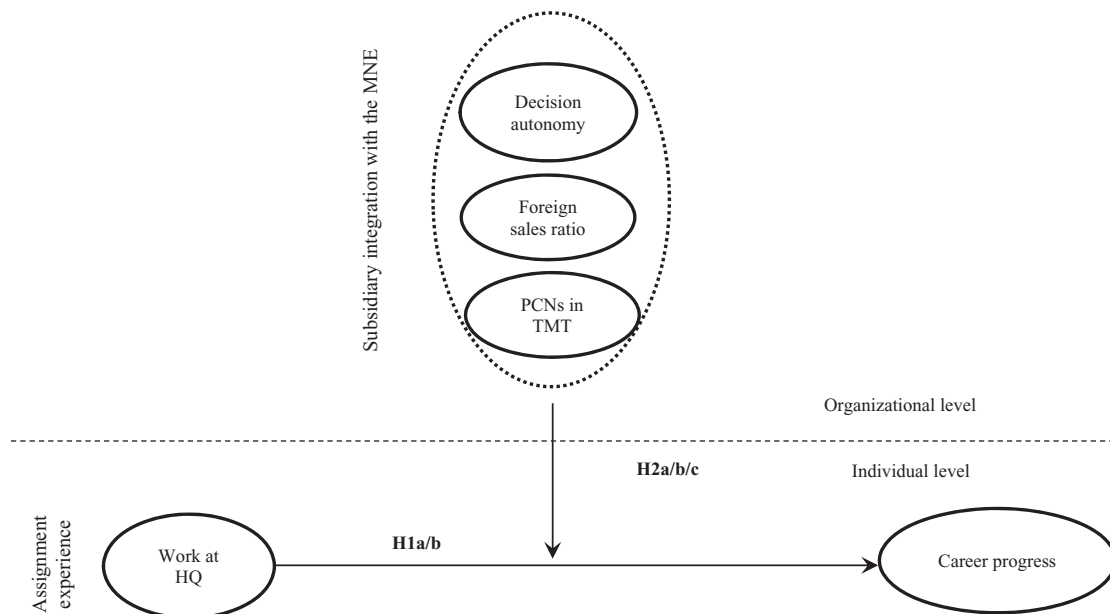 Subsidiary integration with the MNE
Decision
autonomy
Foreign
sales ratio
PCNs in
TMT
Organizational level
H2a/b/c
Individual level
Assignment
experience
Work at
HQ
H1a/b
Career progress